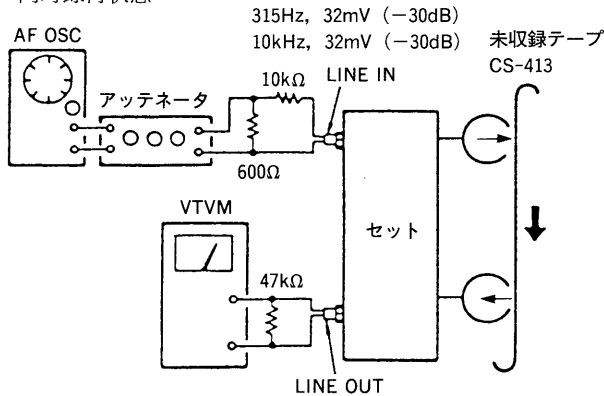 315Hz, 32mV (−30dB)
10kHz, 32mV (−30dB)
未収録テープ
CS-413
AF OSC
アッテネータ
10kΩ
LINE IN
600Ω
セット
VTVM
47kΩ
LINE OUT